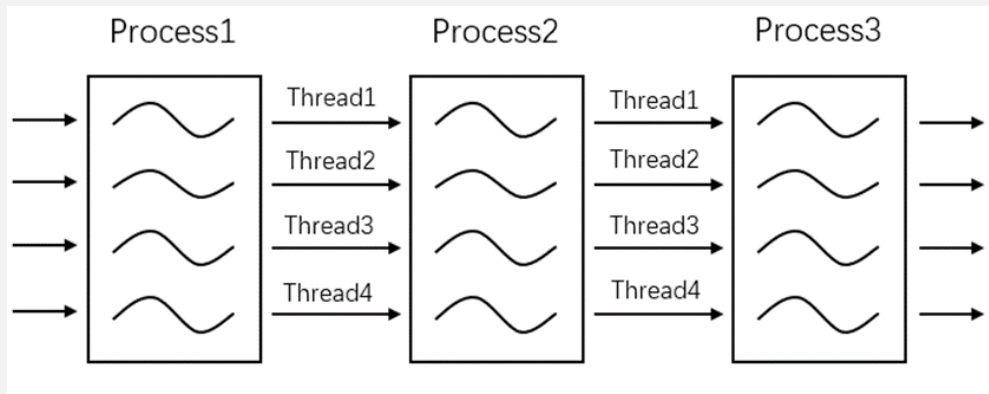 Process1
Process2
Process3
Thread1
Thread2
Thread3
Thread4
Thread1
Thread2
Thread3
Thread4